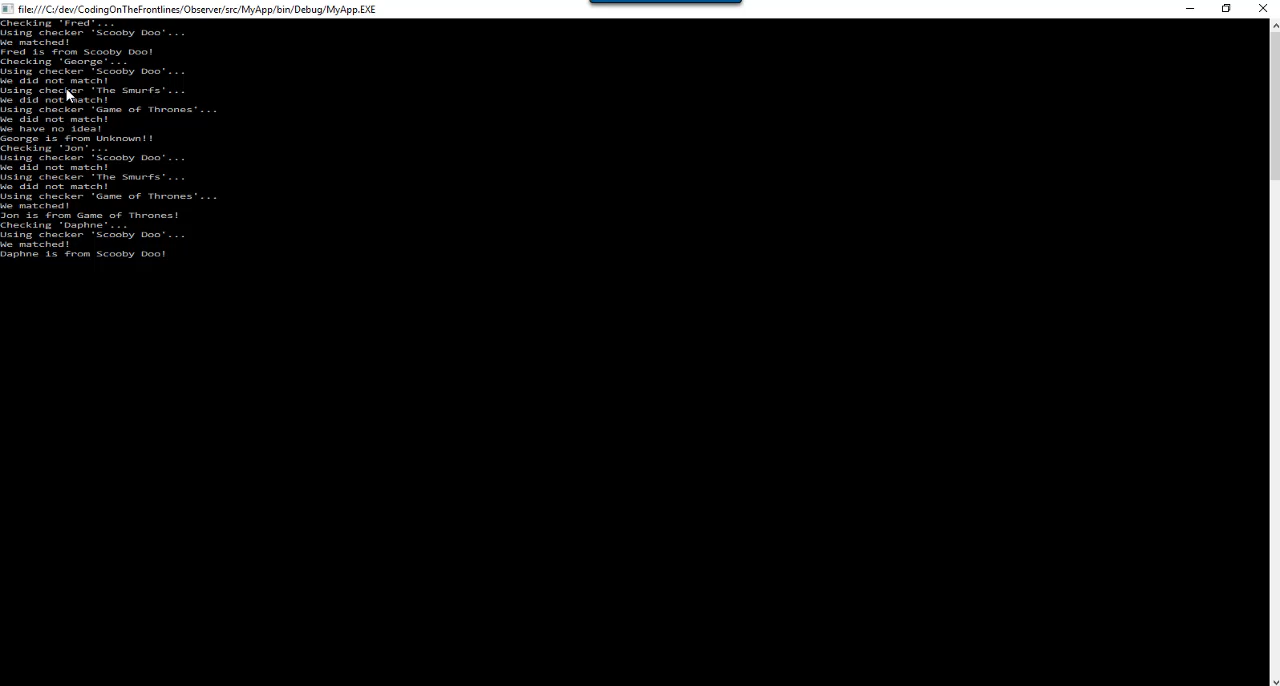 file:///C:/dev/CodingOnTheFrontlines/Observer/src/MyApp/bin/Debug/MyApp.EXE
Checking 'Fred'...
Using checker 'Scooby Doo'...
We matched!
Fred is from Scooby Doo!
Checking 'George'...
Using checker 'Scooby Doo'...
We did not match!
Using checker 'The Smurfs'...
We did not match!
Using checker 'Game of Thrones'...
We did not match!
We have no idea!
George is from Unknown!!
Checking 'Jon'...
Using checker 'Scooby Doo'...
We did not match!
Using checker 'The Smurfs'...
We did not match!
Using checker 'Game of Thrones'...
We matched!
Jon is from Game of Thrones!
Checking 'Daphne'...
Using checker 'Scooby Doo'...
We matched!
Daphne is from Scooby Doo!